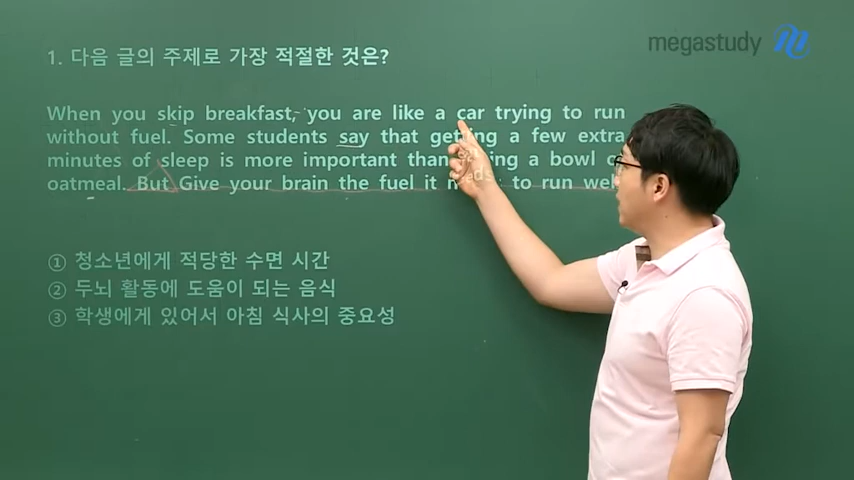 megastudy
1. 다음 글의 주제로 가장 적절한 것은?
When you skip breakfast, you are like a car trying to run
without fuel. Some students say that getting a few extra
minutes of sleep is more important than a bowl
oatmeal. But Give your brain the fuel it needs to run well
① 청소년에게 적당한 수면 시간
② 두뇌 활동에 도움이 되는 음식
③ 학생에게 있어서 아침 식사의 중요성